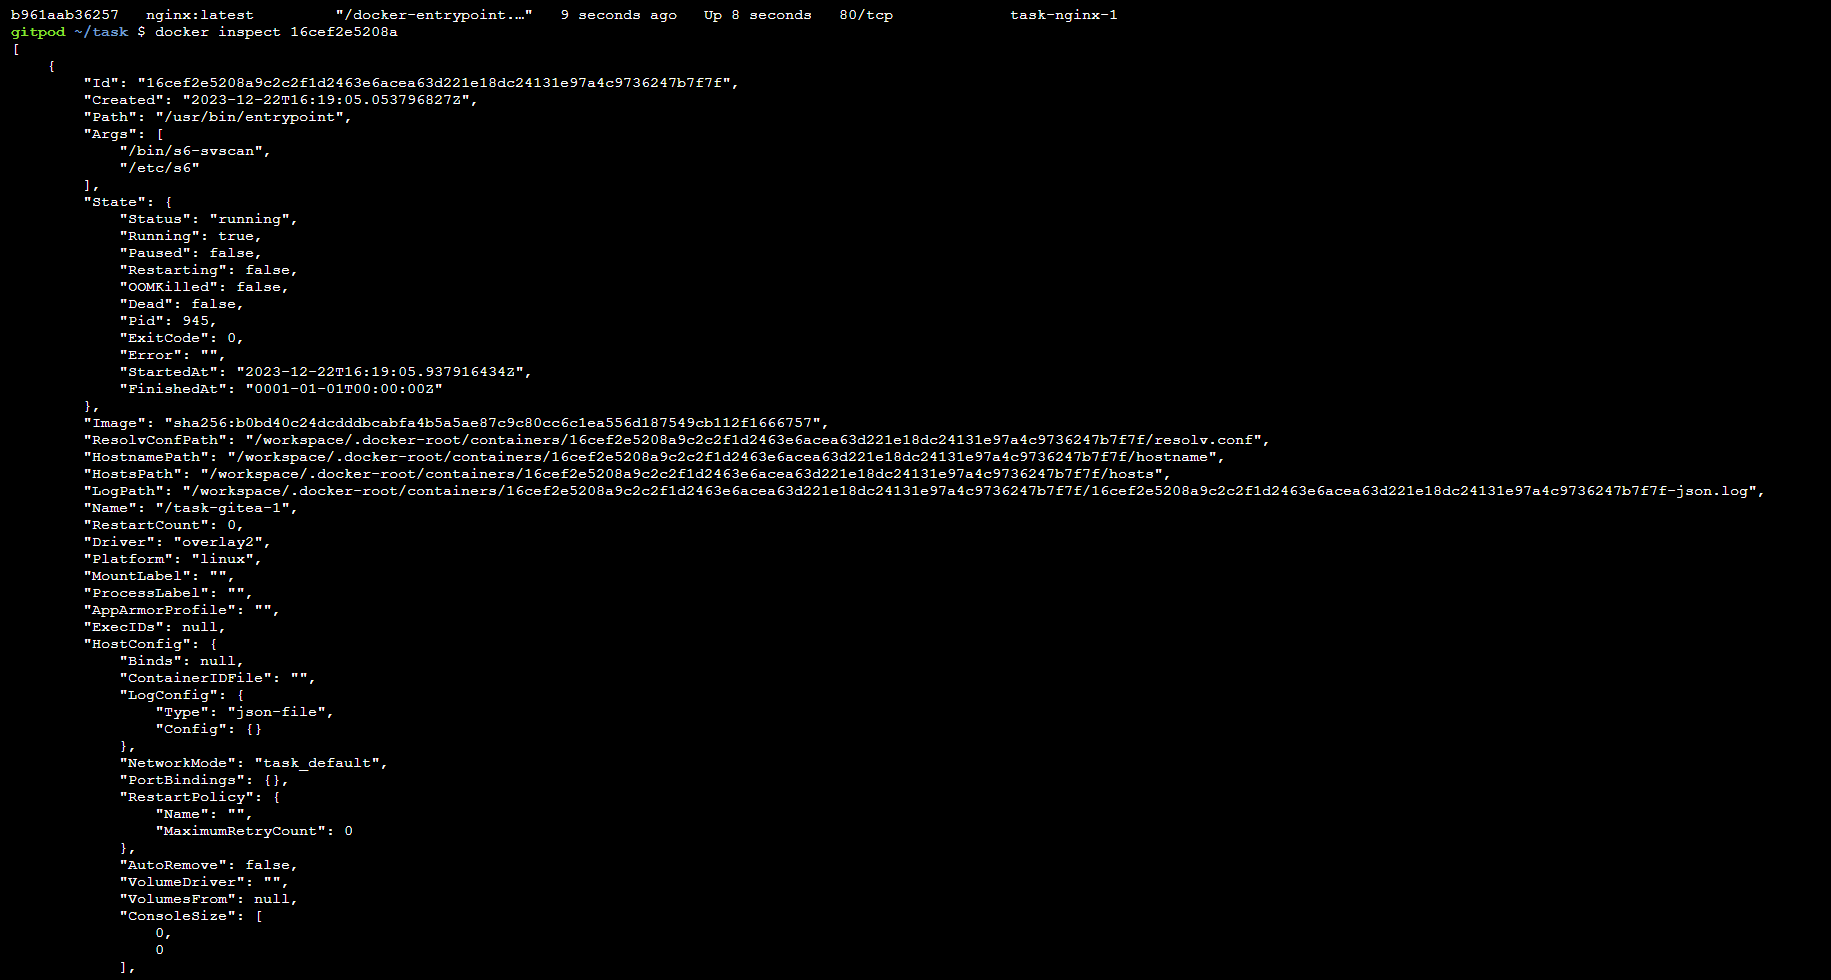 b961aab36257   nginx:latest         "/docker-entrypoint.…"   9 seconds ago   Up 8 seconds   80/tcp             task-nginx-1
gitpod ~/task $ docker inspect 16cef2e5208a
[
    {
        "Id": "16cef2e5208a9c2c2f1d2463e6acea63d221e18dc24131e97a4c9736247b7f7f",
        "Created": "2023-12-22T16:19:05.053796827Z",
        "Path": "/usr/bin/entrypoint",
        "Args": [
            "/bin/s6-svscan",
            "/etc/s6"
        ],
        "State": {
            "Status": "running",
            "Running": true,
            "Paused": false,
            "Restarting": false,
            "OOMKilled": false,
            "Dead": false,
            "Pid": 945,
            "ExitCode": 0,
            "Error": "",
            "StartedAt": "2023-12-22T16:19:05.937916434Z",
            "FinishedAt": "0001-01-01T00:00:00Z"
        },
        "Image": "sha256:b0bd40c24dcdddbcabfa4b5a5ae87c9c80cc6c1ea556d187549cb112f1666757",
        "ResolvConfPath": "/workspace/.docker-root/containers/16cef2e5208a9c2c2f1d2463e6acea63d221e18dc24131e97a4c9736247b7f7f/resolv.conf",
        "HostnamePath": "/workspace/.docker-root/containers/16cef2e5208a9c2c2f1d2463e6acea63d221e18dc24131e97a4c9736247b7f7f/hostname",
        "HostsPath": "/workspace/.docker-root/containers/16cef2e5208a9c2c2f1d2463e6acea63d221e18dc24131e97a4c9736247b7f7f/hosts",
        "LogPath": "/workspace/.docker-root/containers/16cef2e5208a9c2c2f1d2463e6acea63d221e18dc24131e97a4c9736247b7f7f/16cef2e5208a9c2c2f1d2463e6acea63d221e18dc24131e97a4c9736247b7f7f-json.log",
        "Name": "/task-gitea-1",
        "RestartCount": 0,
        "Driver": "overlay2",
        "Platform": "linux",
        "MountLabel": "",
        "ProcessLabel": "",
        "AppArmorProfile": "",
        "ExecIDs": null,
        "HostConfig": {
            "Binds": null,
            "ContainerIDFile": "",
            "LogConfig": {
                "Type": "json-file",
                "Config": {}
            },
            "NetworkMode": "task_default",
            "PortBindings": {},
            "RestartPolicy": {
                "Name": "",
                "MaximumRetryCount": 0
            },
            "AutoRemove": false,
            "VolumeDriver": "",
            "VolumesFrom": null,
            "ConsoleSize": [
                0,
                0
            ],